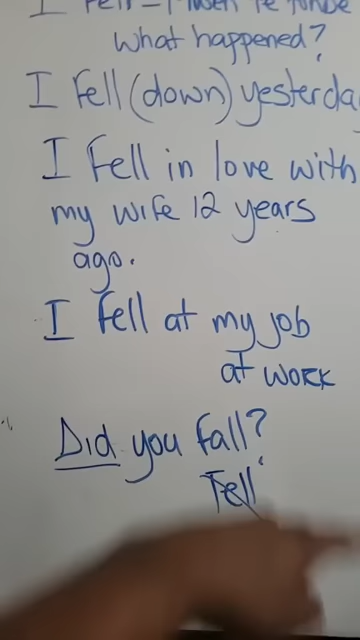 I Fell
What happened?
I Fell (down) yesterda
I Fell in love with
my wife 12 years
ago.
I Fell at my job
at work
Did you fall?
Fell